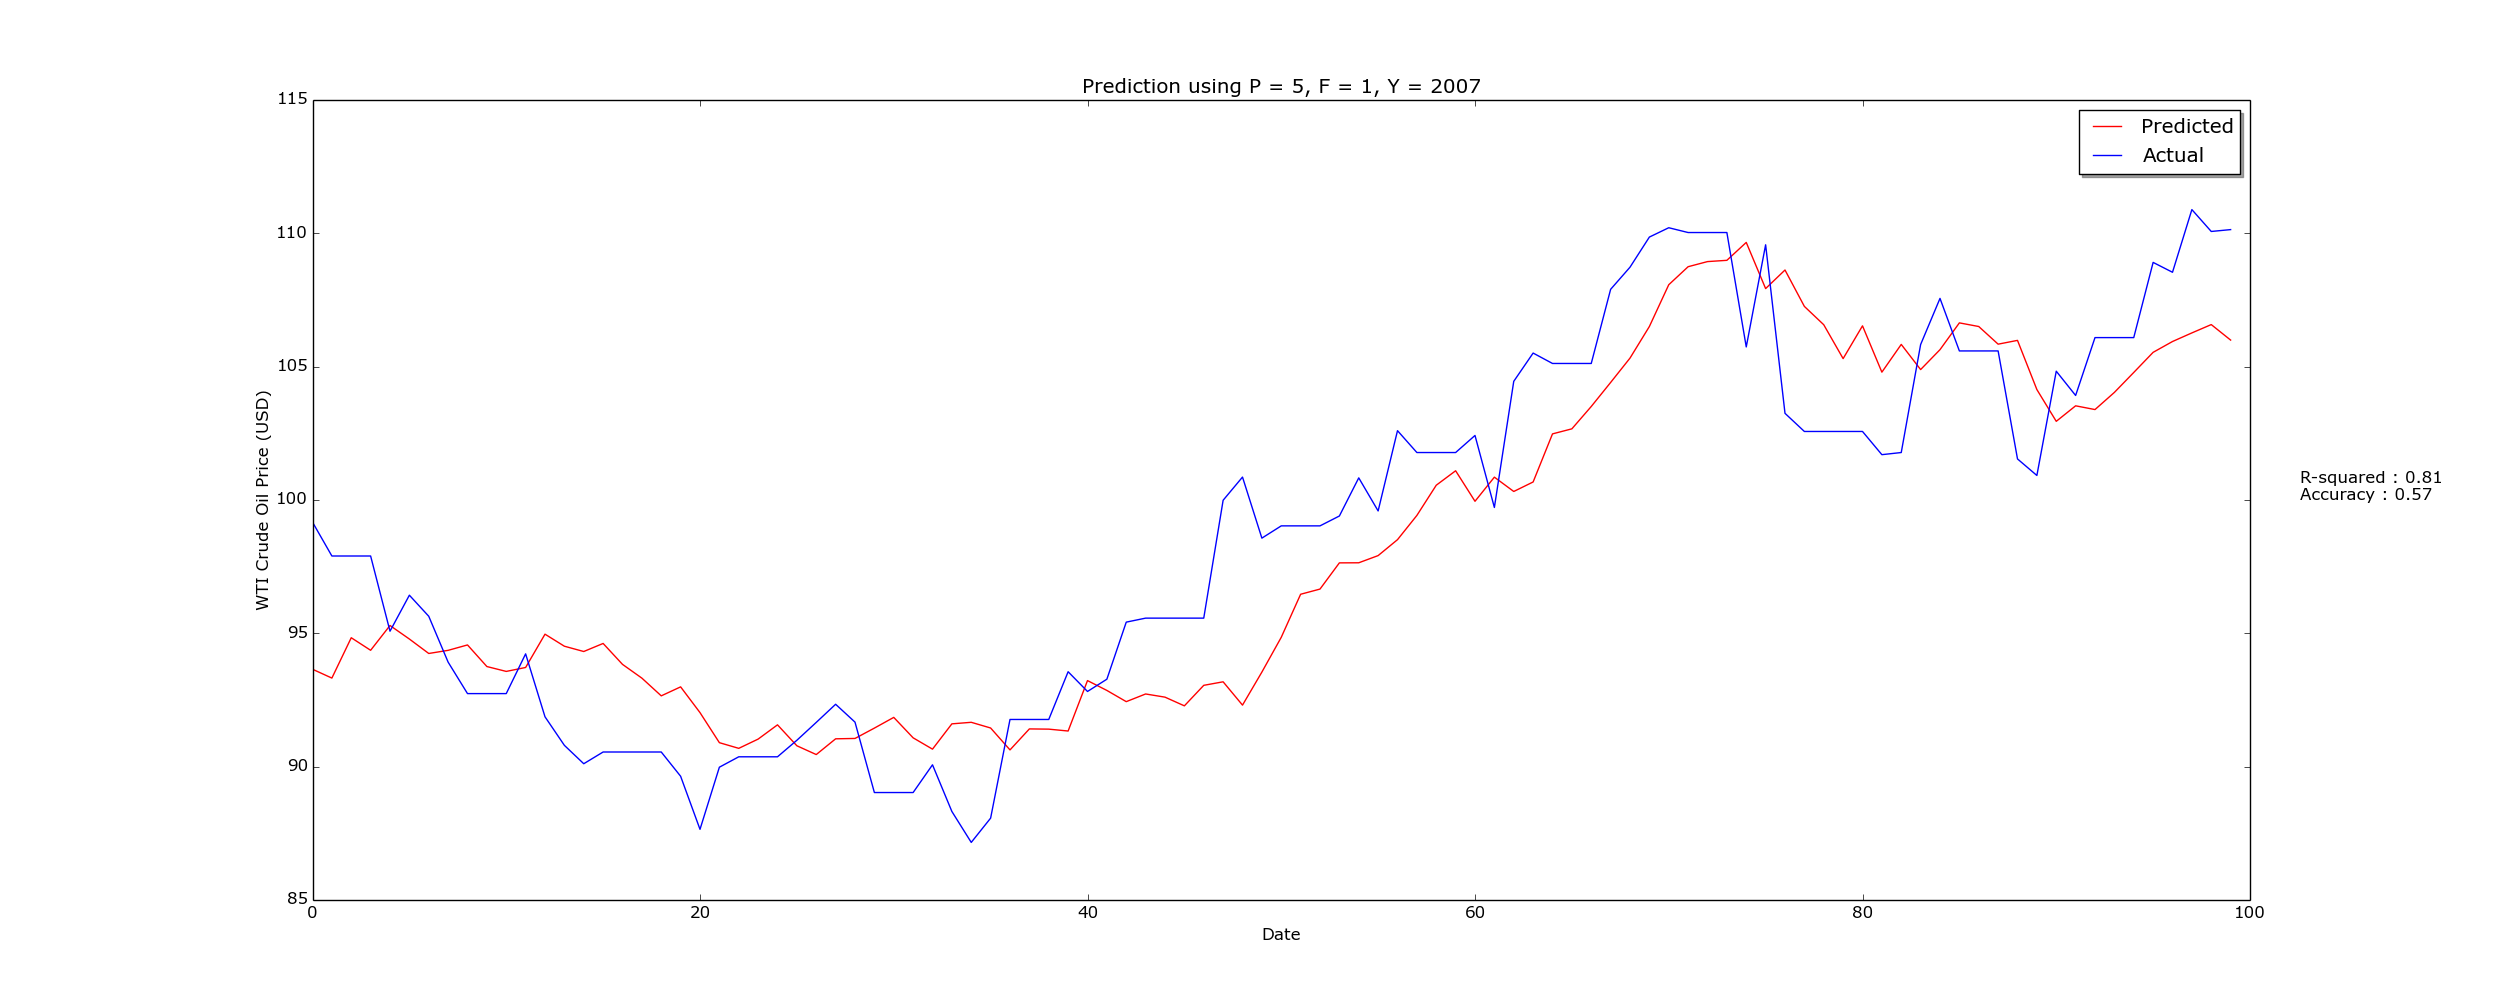 Prediction using P = 5, F = 1, Y = 2007
115
110
105
100
95
90
85
WTI Crude Oil Price (USD)
Predicted
Actual
R-squared : 0.81
Accuracy : 0.57
0 20 40 60 80 100
Date